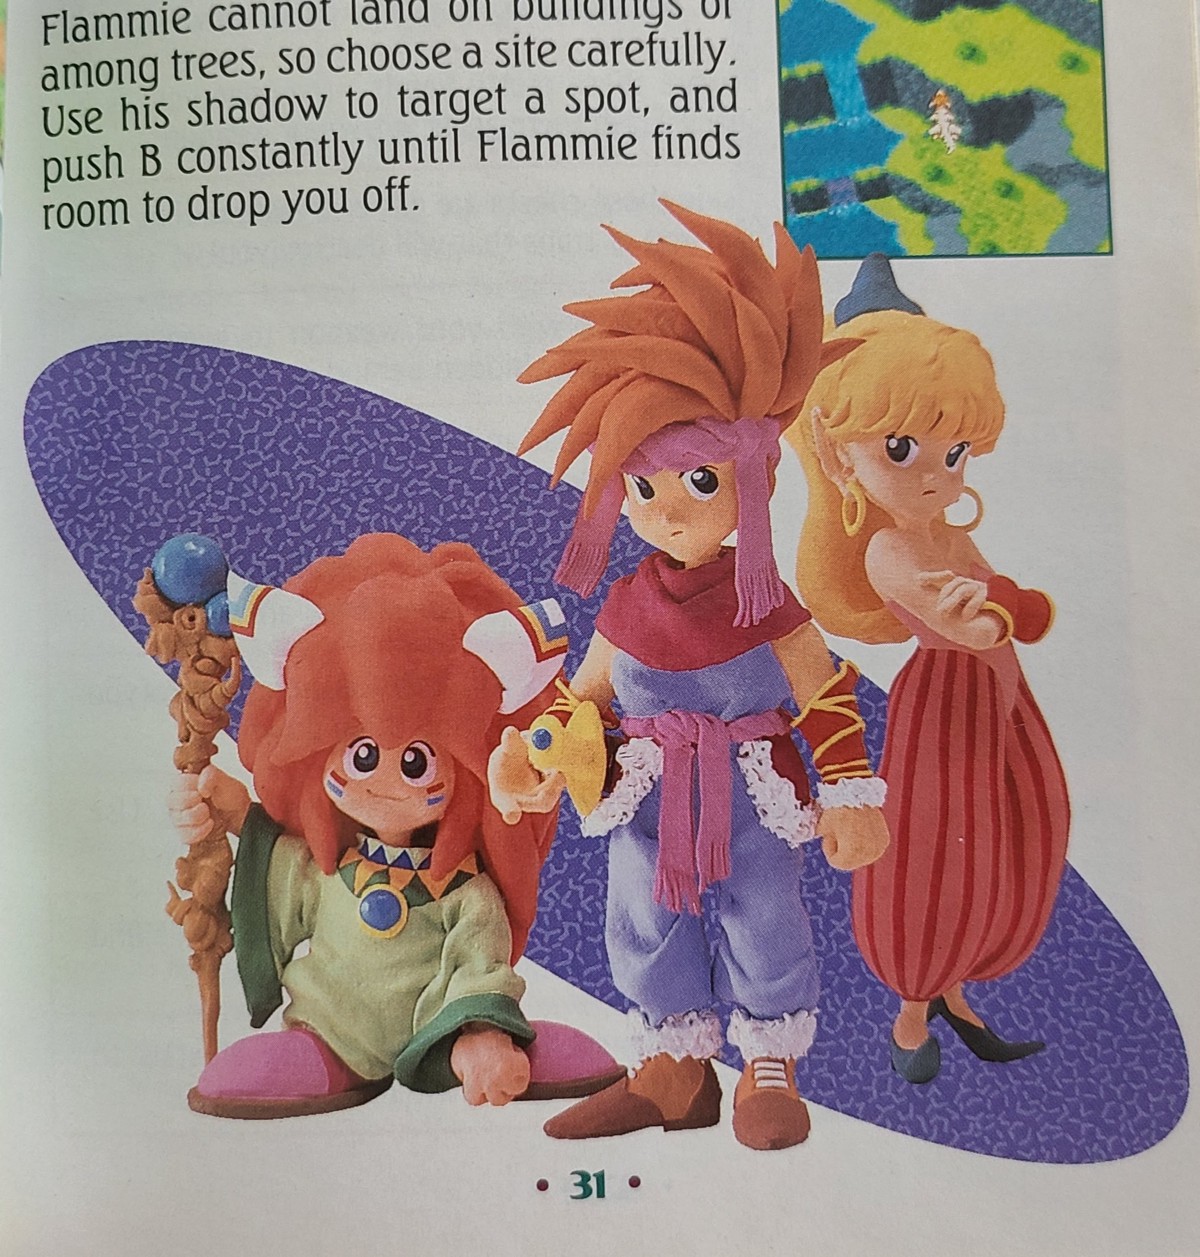 Flammie cannot land on buildings or
among trees, so choose a site carefully.
Use his shadow to target a spot, and
push B constantly until Flammie finds
room to drop you off.
• 31 •